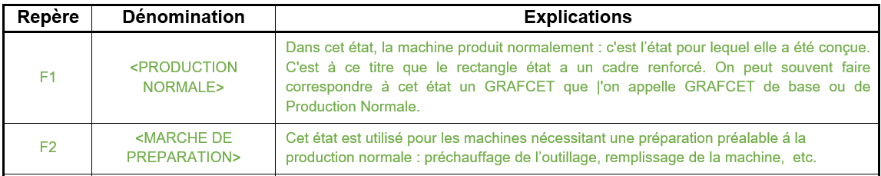 Repère Dénomination Explications
F1 <PRODUCTION NORMALE>
Dans cet état, la machine produit normalement : c'est l'état pour lequel elle a été conçue.
C'est à ce titre que le rectangle état a un cadre renforcé. On peut souvent faire
correspondre à cet état un GRAFCET que |'on appelle GRAFCET de base ou de
Production Normale.
F2 <MARCHE DE PREPARATION>
Cet état est utilisé pour les machines nécessitant une préparation préalable á la
production normale : préchauffage de l'outillage, remplissage de la machine, etc.